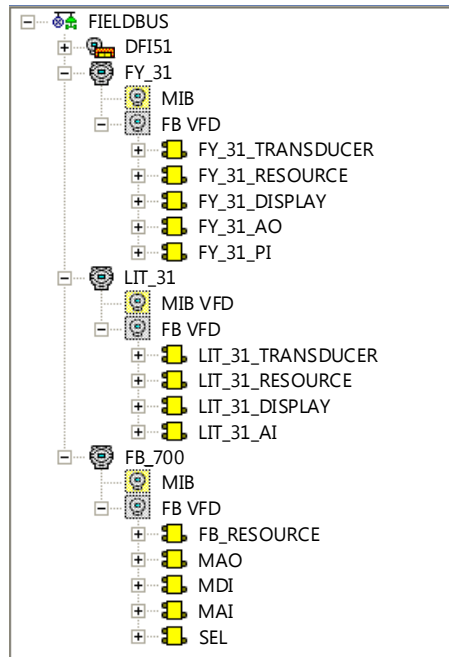 FIELDBUS
DFI51
FY_31
MIB
FB VFD
FY_31_TRANSDUCER
FY_31_RESOURCE
FY_31_DISPLAY
FY_31_AO
FY_31_PI
LIT_31
MIB VFD
FB VFD
LIT_31_TRANSDUCER
LIT_31_RESOURCE
LIT_31_DISPLAY
LIT_31_AI
FB_700
MIB
FB VFD
FB_RESOURCE
MAO
MDI
MAI
SEL